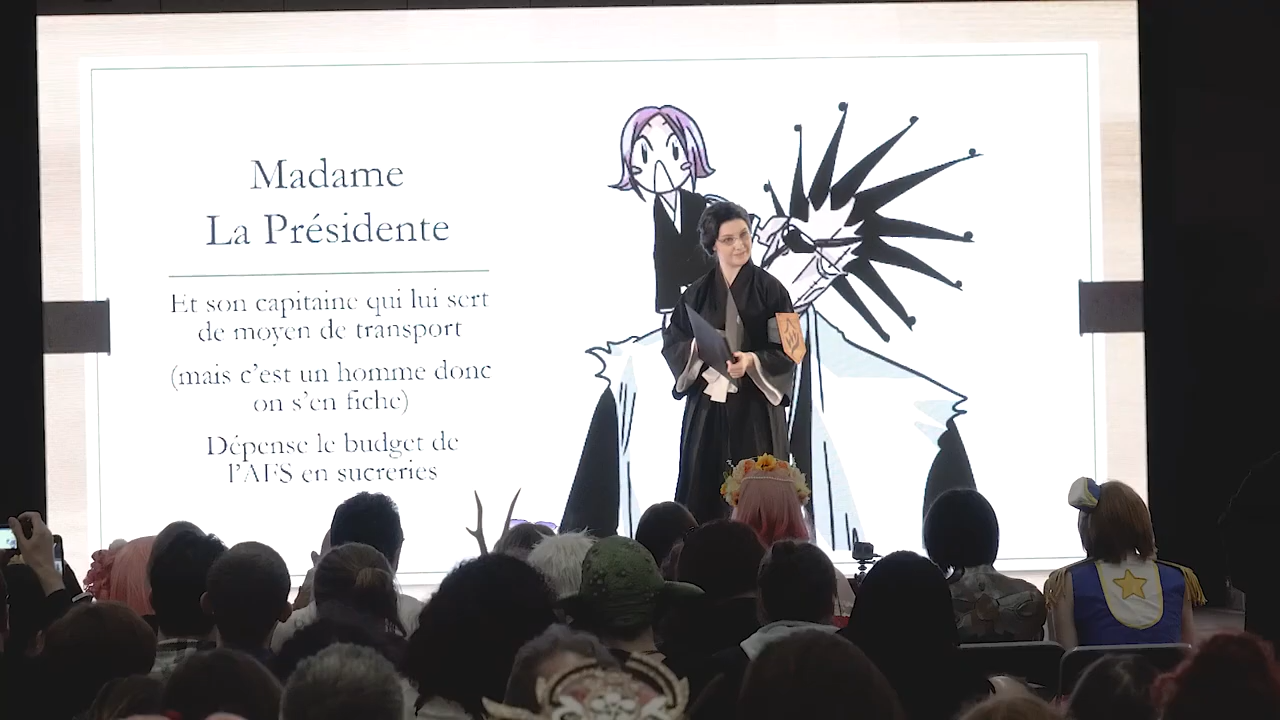 Madame
La Présidente
Et son capitaine qui lui sert
de moyen de transport
(mais c'est un homme donc
on s'en fiche)
Dépense le budget de
l'AFS en sucreries